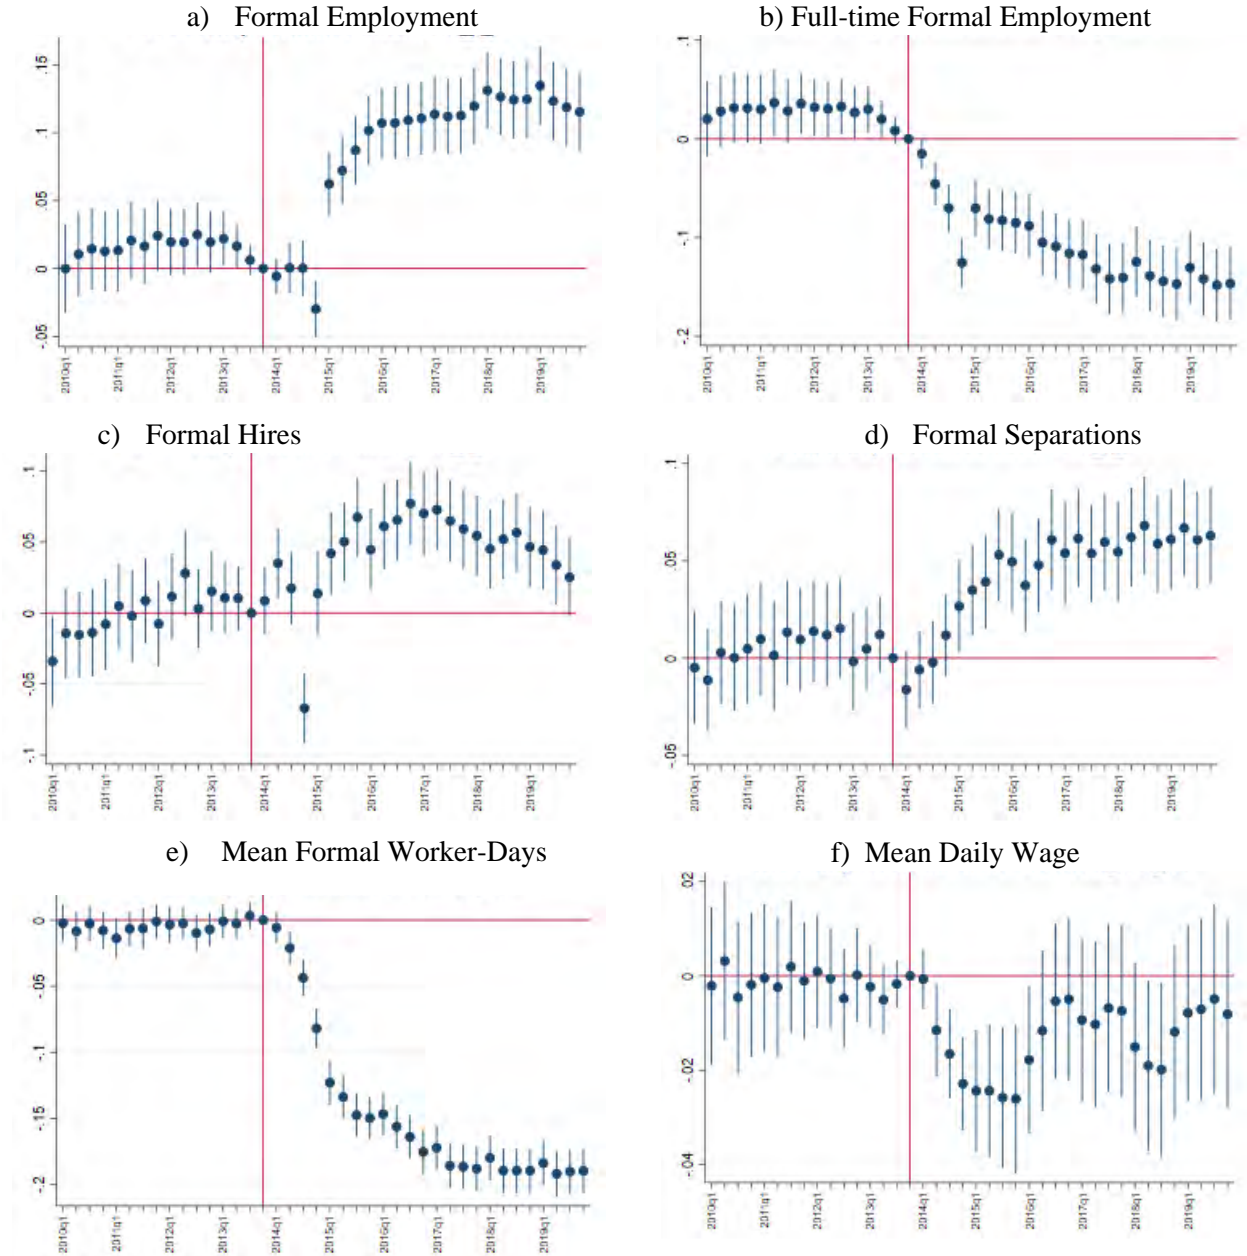 a) Formal Employment
b) Full-time Formal Employment
.15
.1
.05
0
-.05
2010q1 2011q1 2012q1 2013q1 2014q1 2015q1 2016q1 2017q1 2018q1 2019q1
.1
0
-.1
-.2
2010q1 2011q1 2012q1 2013q1 2014q1 2015q1 2016q1 2017q1 2018q1 2019q1
c) Formal Hires
d) Formal Separations
.1
.05
0
-.05
-.1
2010q1 2011q1 2012q1 2013q1 2014q1 2015q1 2016q1 2017q1 2018q1 2019q1
.1
.05
0
-.05
2010q1 2011q1 2012q1 2013q1 2014q1 2015q1 2016q1 2017q1 2018q1 2019q1
e) Mean Formal Worker-Days
f) Mean Daily Wage
0
-.05
-.1
-.15
-.2
2010q1 2011q1 2012q1 2013q1 2014q1 2015q1 2016q1 2017q1 2018q1 2019q1
.02
0
-.02
-.04
2010q1 2011q1 2012q1 2013q1 2014q1 2015q1 2016q1 2017q1 2018q1 2019q1